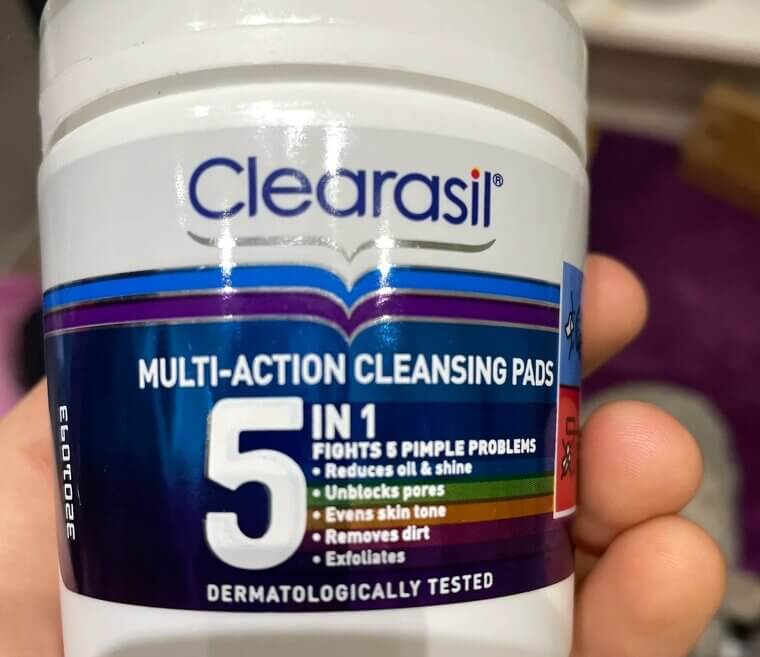 Clearasil®
MULTI-ACTION CLEANSING PADS
5 IN 1
FIGHTS 5 PIMPLE PROBLEMS
• Reduces oil & shine
• Unblocks pores
• Evens skin tone
• Removes dirt
• Exfoliates
DERMATOLOGICALLY TESTED
3201043